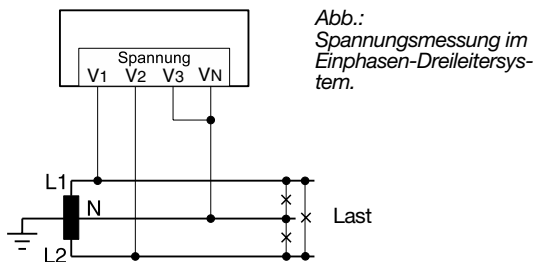 Abb.:
Spannungsmessung im
Einphasen-Dreileitersys-
tem.
Spannung
V1 V2 V3 VN
L1
N
Last
L2